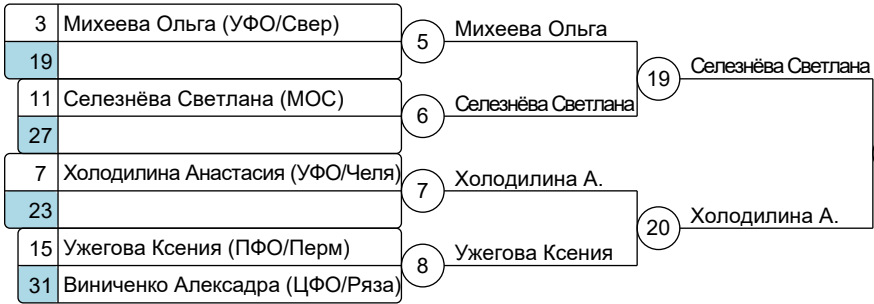 3 Михеева Ольга (УФО/Свер)
5 Михеева Ольга
19
19 Селезнёва Светлана
11 Селезнёва Светлана (МОС)
6 Селезнёва Светлана
27
7 Холодилина Анастасия (УФО/Челя)
7 Холодилина А.
23
20 Холодилина А.
15 Ужегова Ксения (ПФО/Перм)
8 Ужегова Ксения
31 Виниченко Алексадра (ЦФО/Ряза)